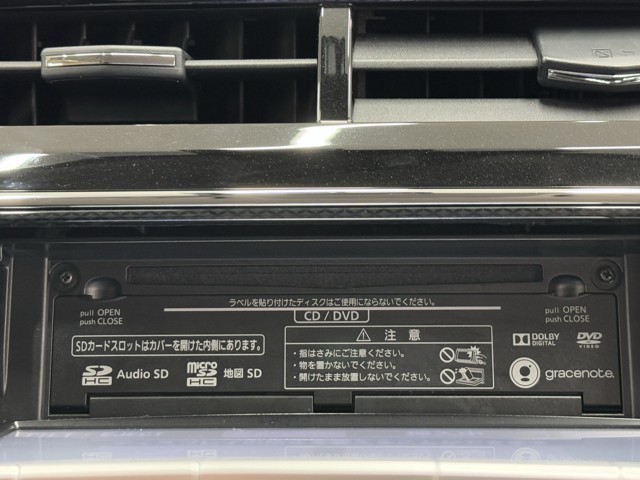 ラベルを貼り付けたディスクはご使用にならないでください。
CD / DVD
pull OPEN
push CLOSE
pull OPEN
push CLOSE
SDカードスロットはカバーを開けた内側にあります。
SD HC Audio SD
micro SD HC 地図 SD
注 意
・指はさみにご注意ください。
・物を置かないでください。
・開けたまま放置しないでください。
DOLBY
DIGITAL
DVD
VIDEO
gracenote.